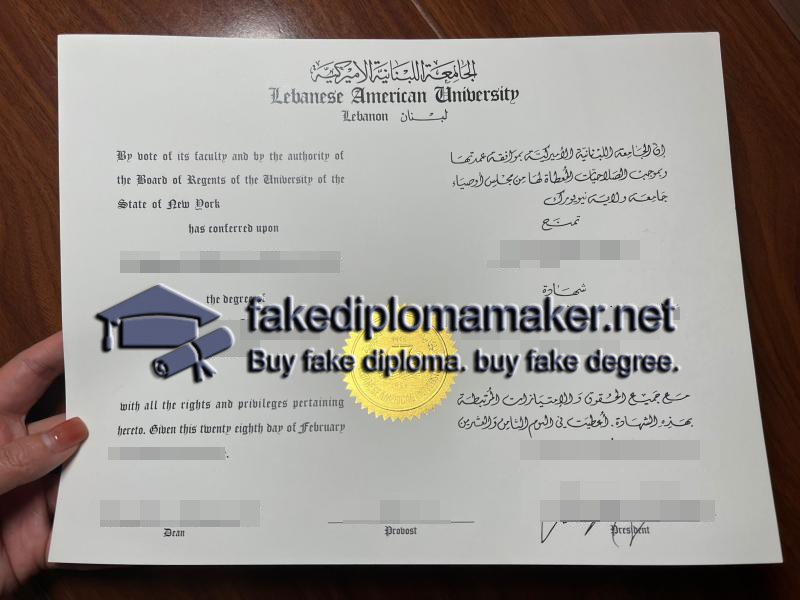 الجامعة اللبنانية الأميركية
Lebanese American University
Lebanon لبنان
By vote of its faculty and by the authority of
the Board of Regents of the University of the
State of New York
has conferred upon
the degree of
with all the rights and privileges pertaining
hereto. Given this twenty eighth day of February
إن الجامعة اللبنانية الأميركية بموافقة عمدتها
وبموجب الصلاحيات المعطاة لها من مجلس أوصياء
جامعة ولاية نيويورك
تمنح
شهادة
مع جميع الحقوق والامتيازات المرتبطة
بهذه الشهادة. أعطيت في اليوم الثامن والعشرين
fakediplomamaker.net
Buy fake diploma. buy fake degree.
Dean
Provost
President